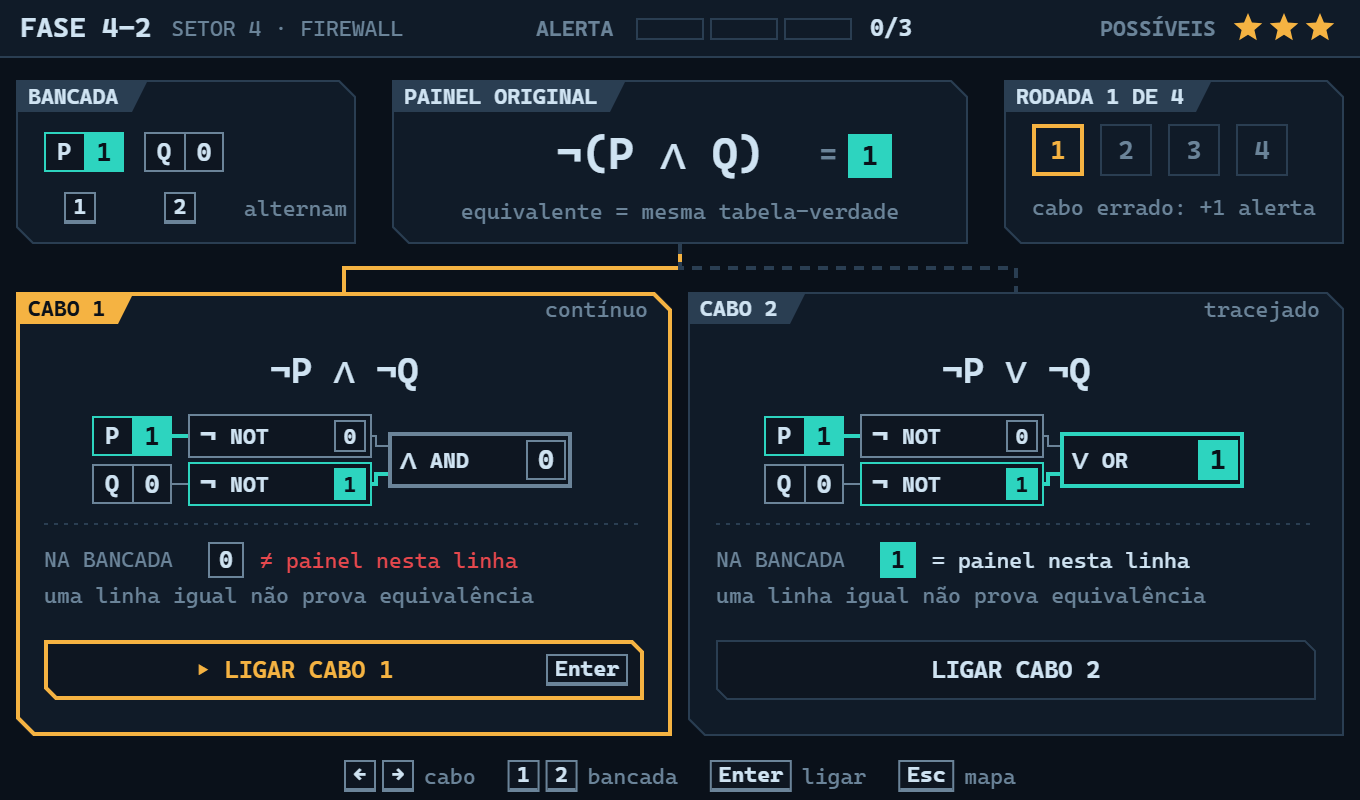 FASE 4–2 SETOR 4 · FIREWALL ALERTA 0/3 POSSÍVEIS
BANCADA
P 1 Q 0
1 2 alternam
PAINEL ORIGINAL
¬(P ∧ Q) = 1
equivalente = mesma tabela–verdade
RODADA 1 DE 4
1 2 3 4
cabo errado: +1 alerta
CABO 1 contínuo
¬P ∧ ¬Q
P 1 ¬ NOT 0
Q 0 ¬ NOT 1
∧ AND 0
NA BANCADA 0 ≠ painel nesta linha
uma linha igual não prova equivalência
▸ LIGAR CABO 1 Enter
CABO 2 tracejado
¬P ∨ ¬Q
P 1 ¬ NOT 0
Q 0 ¬ NOT 1
∨ OR 1
NA BANCADA 1 = painel nesta linha
uma linha igual não prova equivalência
LIGAR CABO 2
← → cabo 1 2 bancada Enter ligar Esc mapa